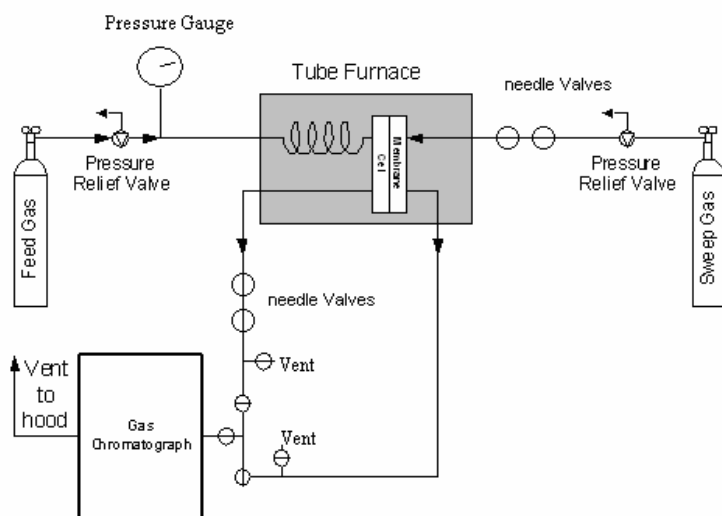 Pressure Gauge
Tube Furnace
needle Valves
Pressure
Relief Valve
Pressure
Relief Valve
Feed Gas
Membrane
Cell
Sweep Gas
needle Valves
Vent
to
hood
Vent
Gas
Chromatograph
Vent